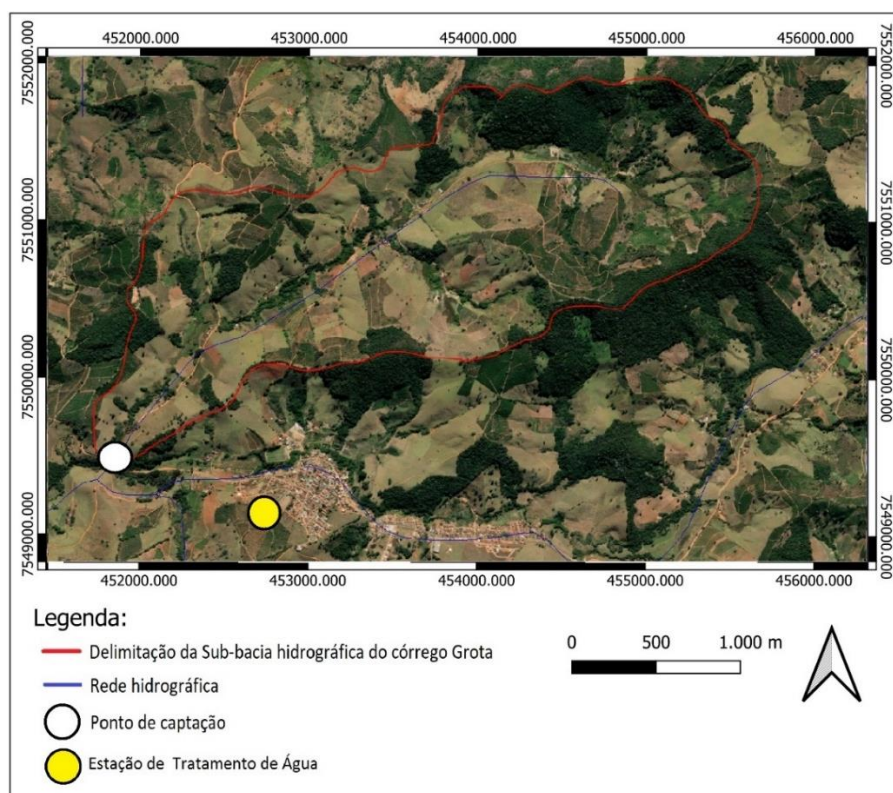 452000.000 453000.000 454000.000 455000.000 456000.000
7552000.000 7552000.000
7551000.000 7551000.000
7550000.000 7550000.000
7549000.000 7549000.000
452000.000 453000.000 454000.000 455000.000 456000.000
Legenda:
Delimitação da Sub-bacia hidrográfica do córrego Grota
Rede hidrográfica
Ponto de captação
Estação de Tratamento de Água
0 500 1.000 m